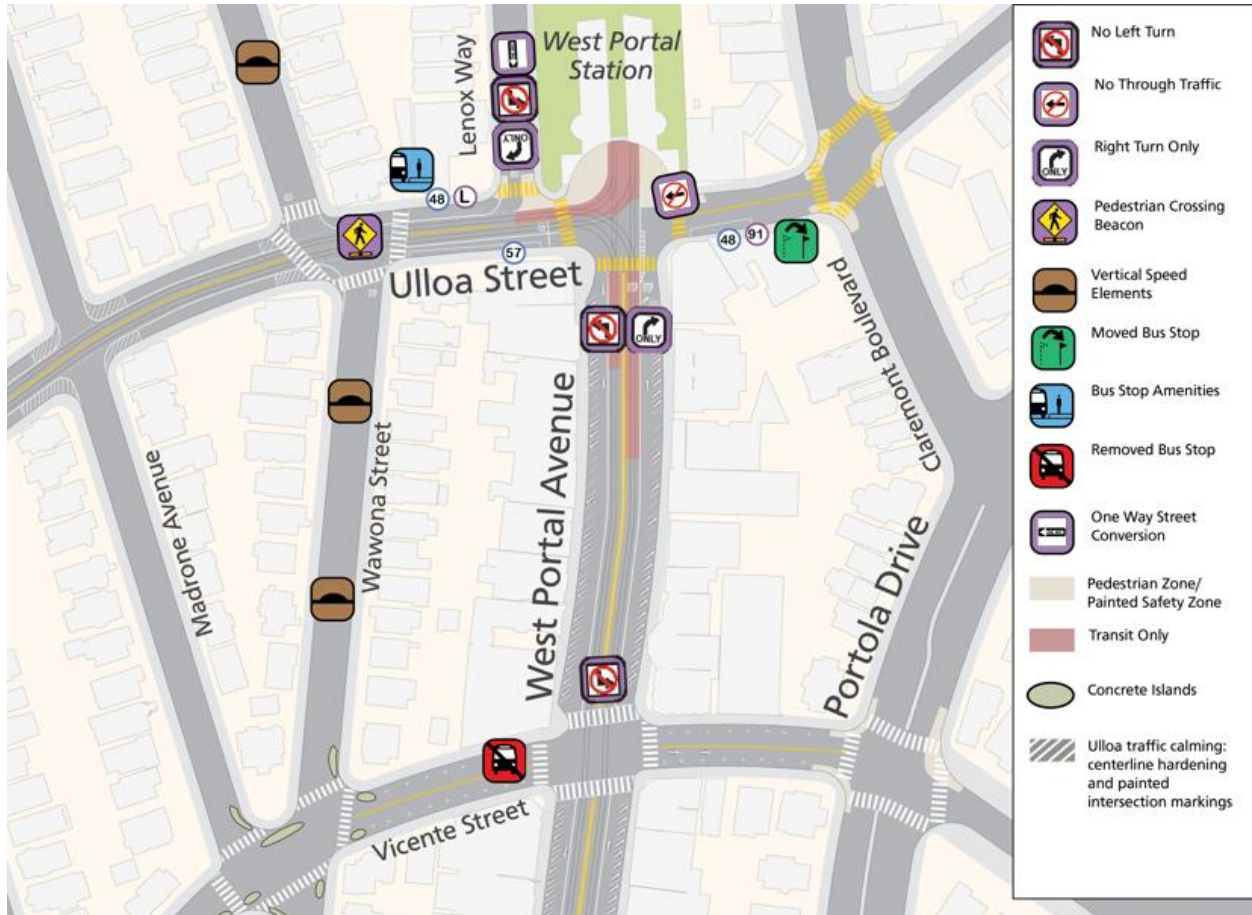 West Portal
Station
Lenox Way
ONLY
48
L
57
Ulloa Street
48
91
ONLY
Claremont Boulevard
West Portal Avenue
Wawona Street
Madrone Avenue
Portola Drive
Vicente Street
No Left Turn
No Through Traffic
ONLY
Right Turn Only
Pedestrian Crossing
Beacon
Vertical Speed
Elements
Moved Bus Stop
Bus Stop Amenities
Removed Bus Stop
One Way Street
Conversion
Pedestrian Zone/
Painted Safety Zone
Transit Only
Concrete Islands
Ulloa traffic calming:
centerline hardening
and painted
intersection markings